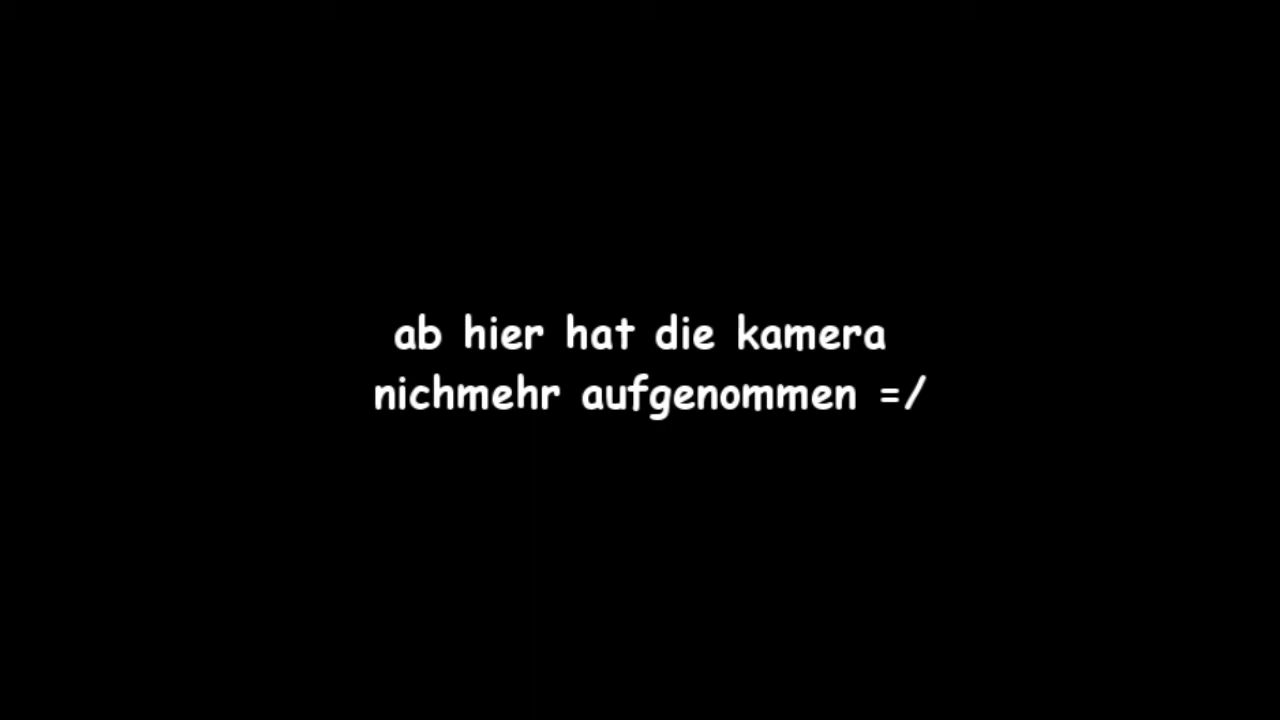 ab hier hat die kamera
nichmehr aufgenommen =/